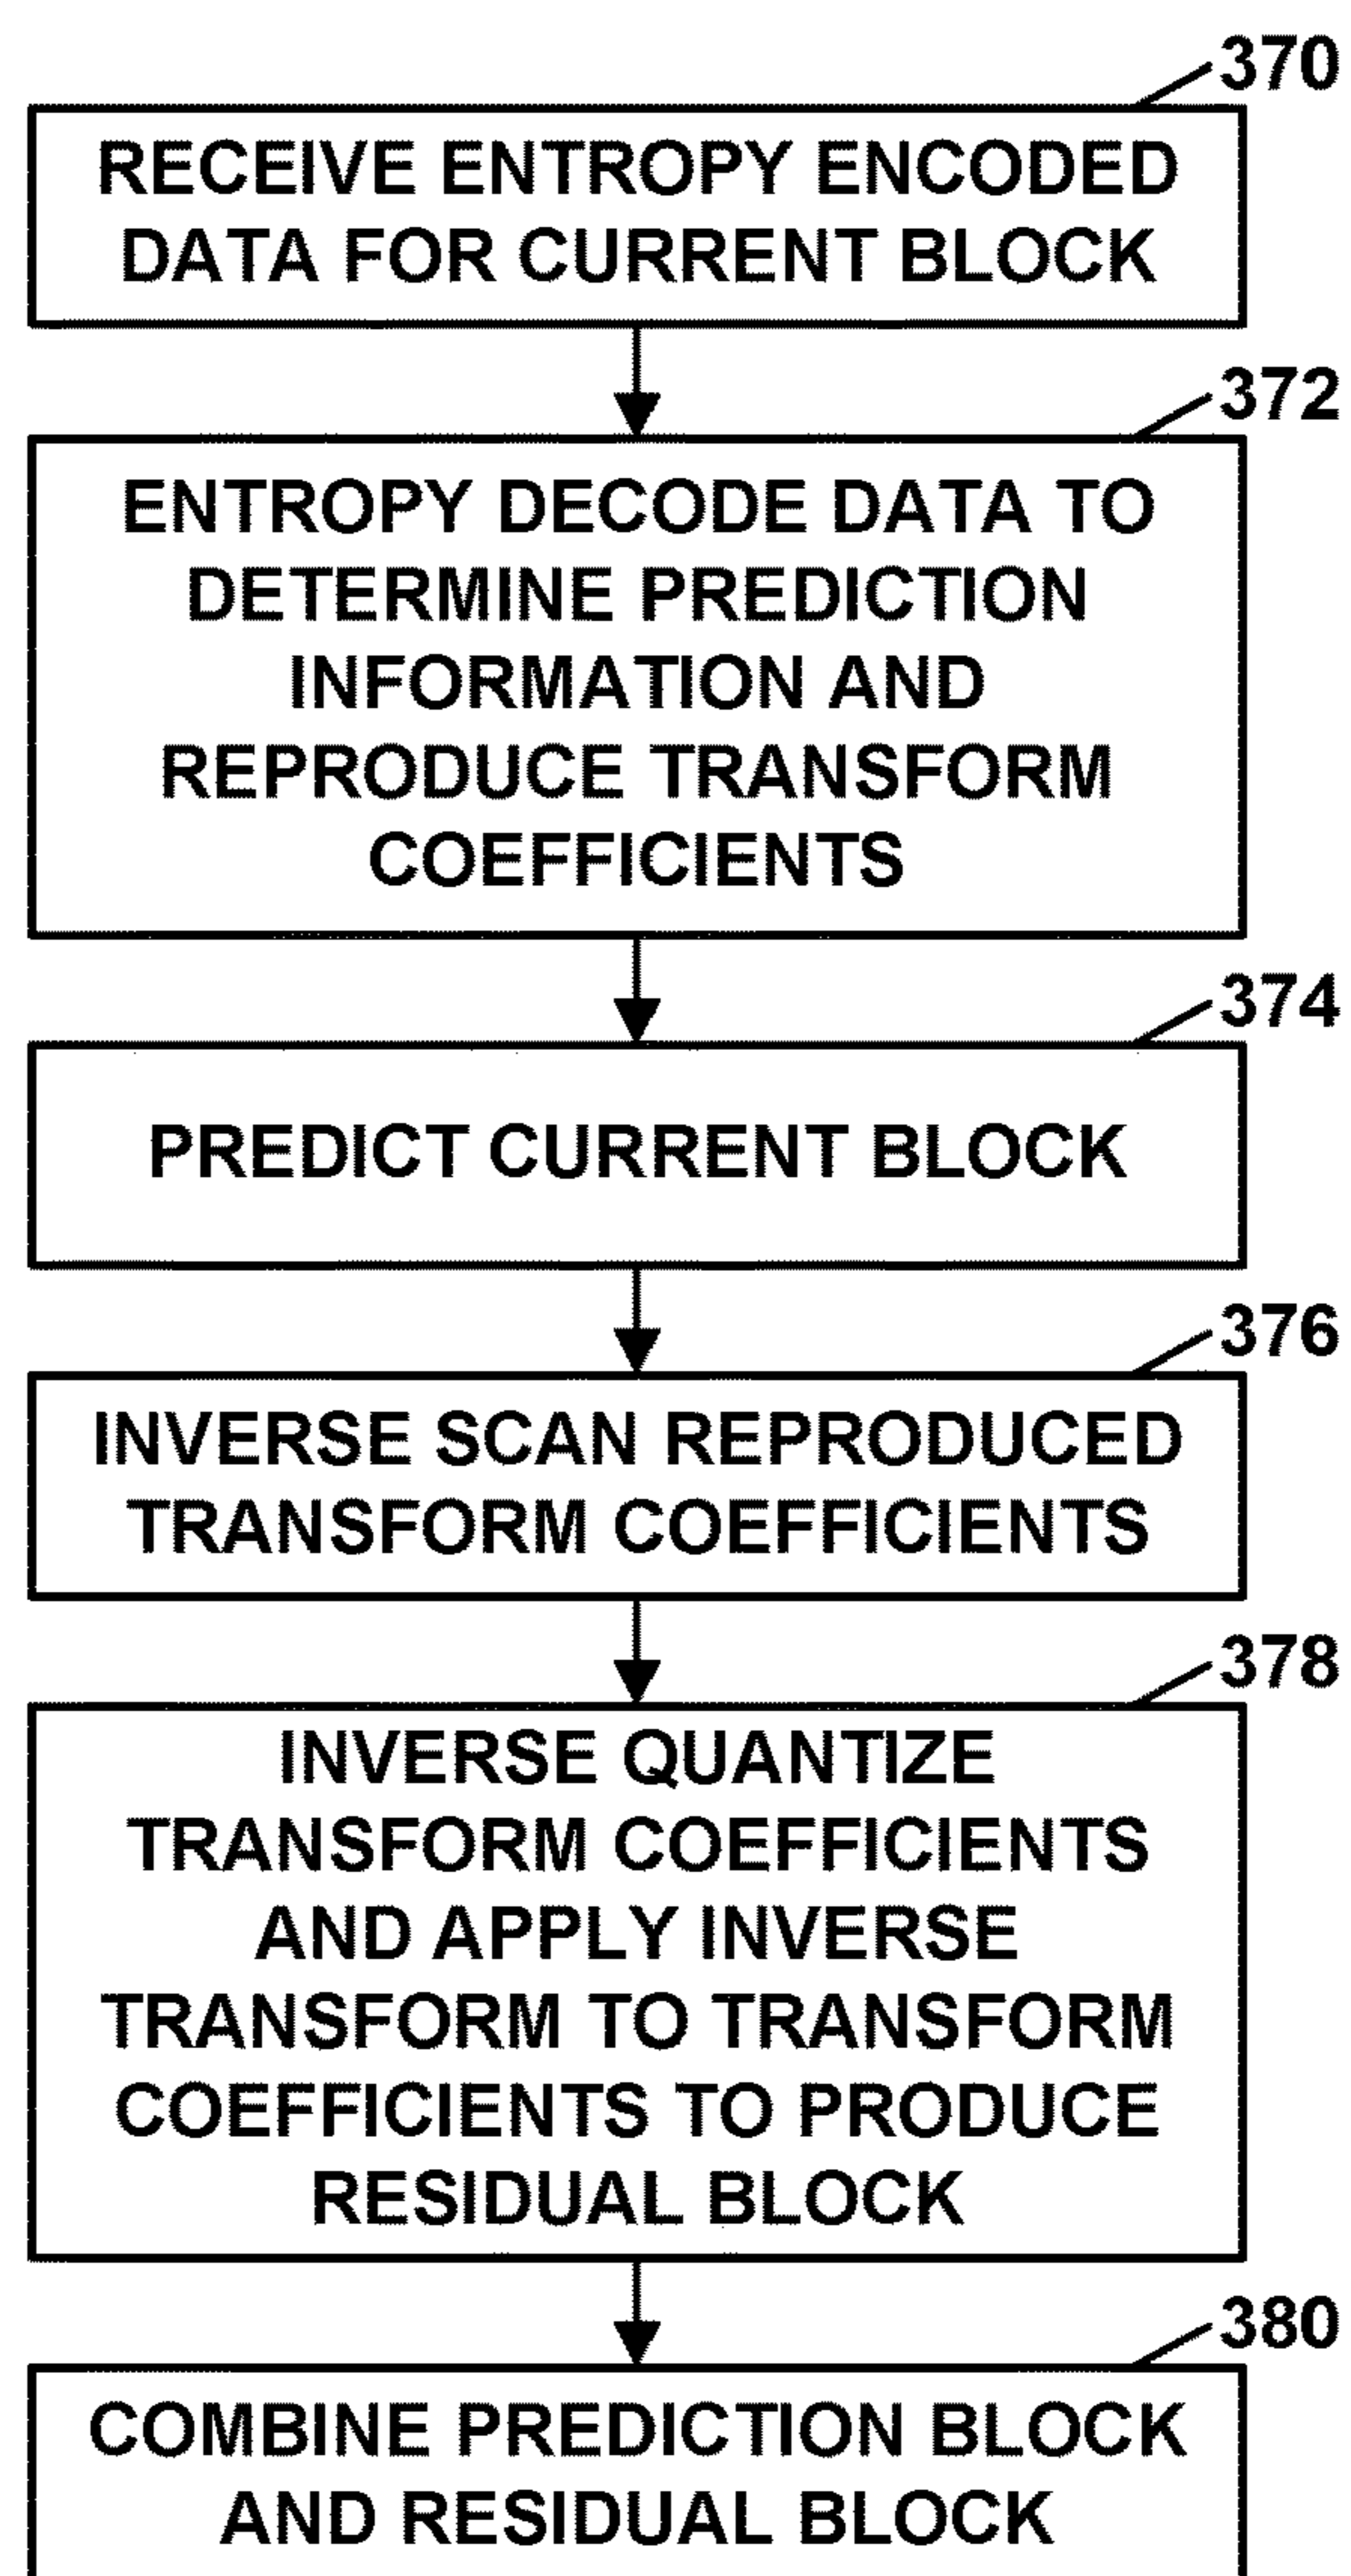 370
RECEIVE ENTROPY ENCODED
DATA FOR CURRENT BLOCK
372
ENTROPY DECODE DATA TO
DETERMINE PREDICTION
INFORMATION AND
REPRODUCE TRANSFORM
COEFFICIENTS
374
PREDICT CURRENT BLOCK
376
INVERSE SCAN REPRODUCED
TRANSFORM COEFFICIENTS
378
INVERSE QUANTIZE
TRANSFORM COEFFICIENTS
AND APPLY INVERSE
TRANSFORM TO TRANSFORM
COEFFICIENTS TO PRODUCE
RESIDUAL BLOCK
380
COMBINE PREDICTION BLOCK
AND RESIDUAL BLOCK